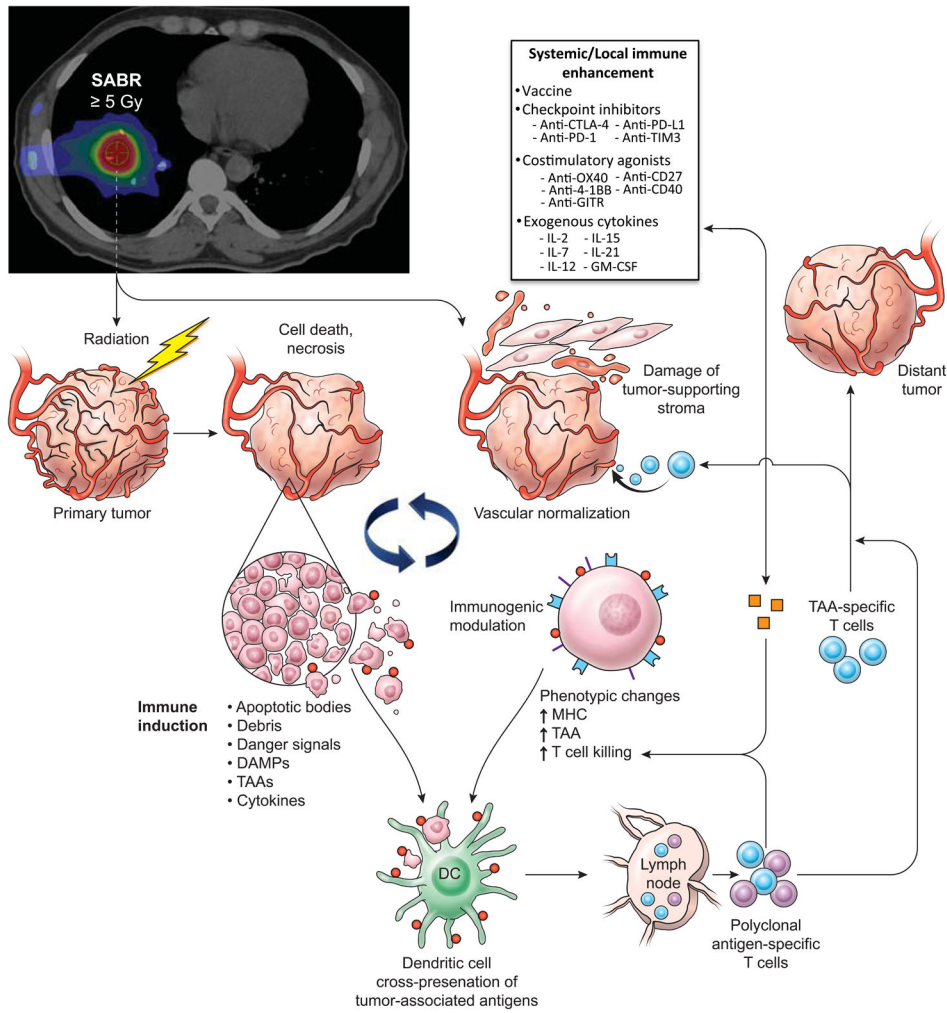 SABR
≥ 5 Gy
Systemic/Local immune
enhancement
•Vaccine
•Checkpoint inhibitors
- Anti-CTLA-4 - Anti-PD-L1
- Anti-PD-1 - Anti-TIM3
•Costimulatory agonists
- Anti-OX40 - Anti-CD27
- Anti-4-1BB - Anti-CD40
- Anti-GITR
•Exogenous cytokines
- IL-2 - IL-15
- IL-7 - IL-21
- IL-12 - GM-CSF
Radiation
Cell death,
necrosis
Damage of
tumor-supporting
stroma
Distant
tumor
Primary tumor
Vascular normalization
Immunogenic
modulation
TAA-specific
T cells
Phenotypic changes
↑ MHC
↑ TAA
↑ T cell killing
Immune
induction
• Apoptotic bodies
• Debris
• Danger signals
• DAMPs
• TAAs
• Cytokines
DC
Lymph
node
Polyclonal
antigen-specific
T cells
Dendritic cell
cross-presenation of
tumor-associated antigens